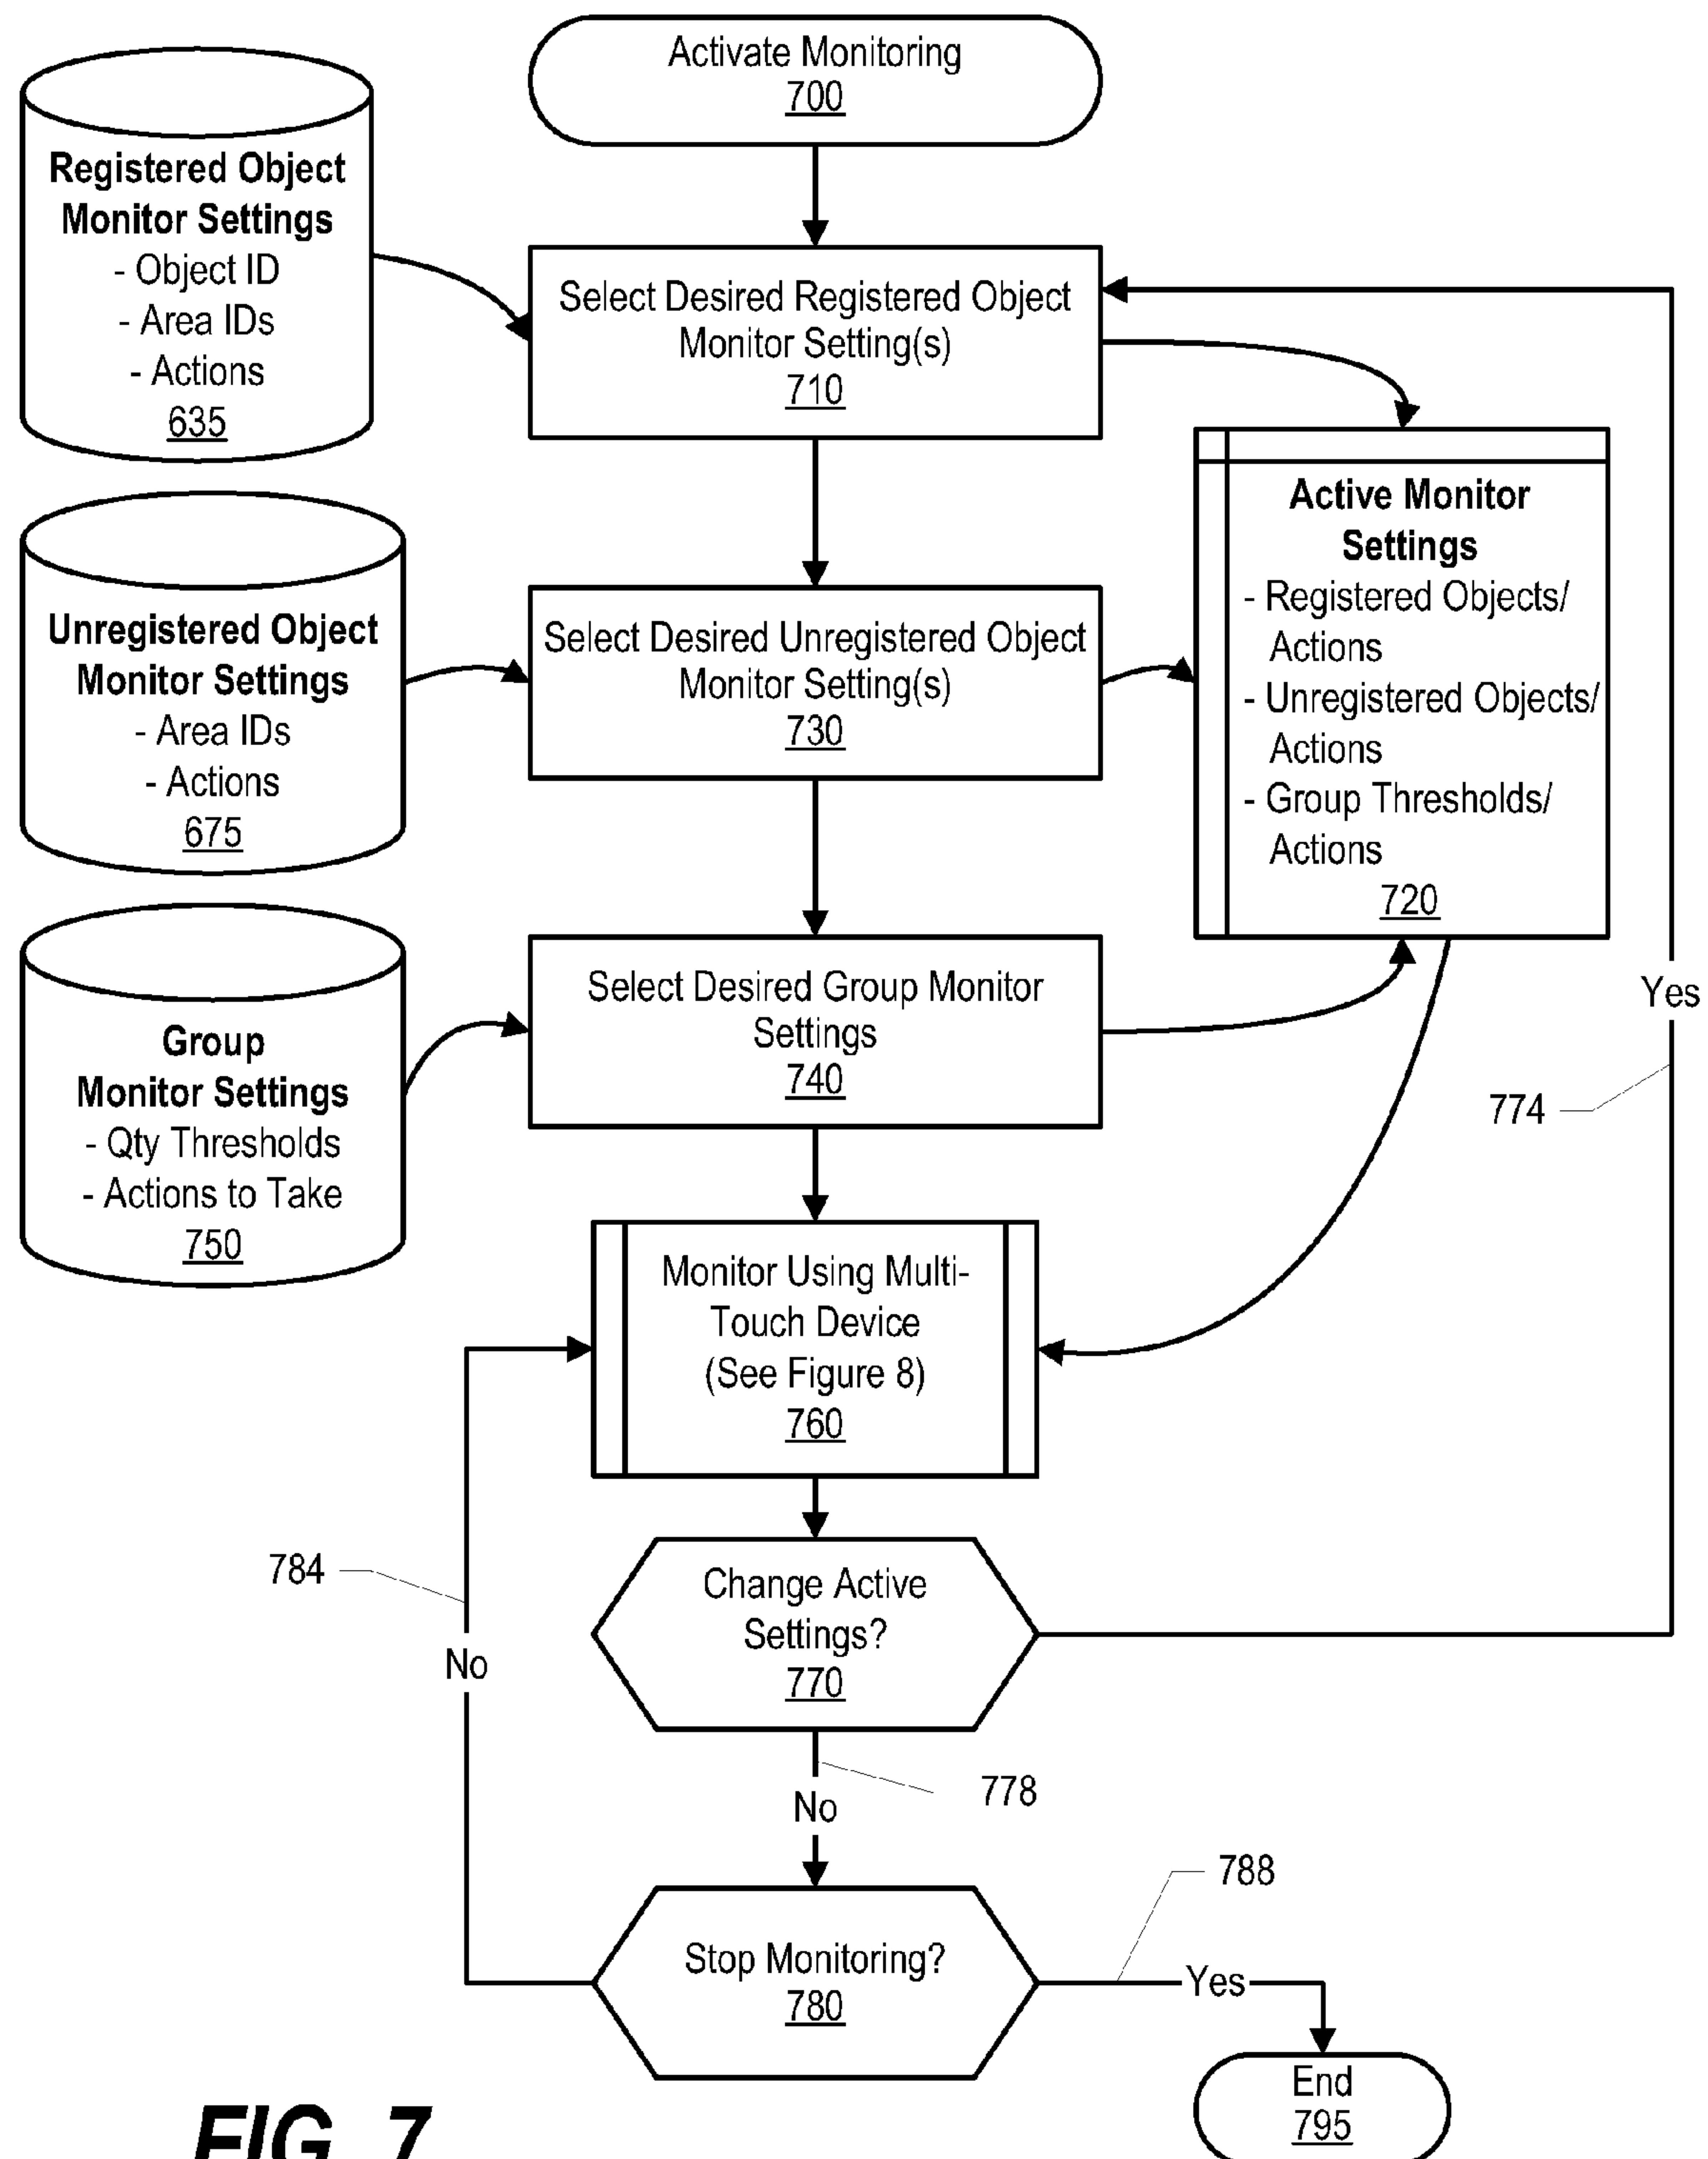 Activate Monitoring
700
Registered Object
Monitor Settings
- Object ID
- Area IDs
- Actions
635
Select Desired Registered Object
Monitor Setting(s)
710
Active Monitor
Settings
- Registered Objects/
Actions
- Unregistered Objects/
Actions
- Group Thresholds/
Actions
720
Unregistered Object
Monitor Settings
- Area IDs
- Actions
675
Select Desired Unregistered Object
Monitor Setting(s)
730
Group
Monitor Settings
- Qty Thresholds
- Actions to Take
750
Select Desired Group Monitor
Settings
740
Yes
774
Monitor Using Multi-
Touch Device
(See Figure 8)
760
784
No
Change Active
Settings?
770
778
No
788
Stop Monitoring?
780
Yes
End
795
FIG. 7